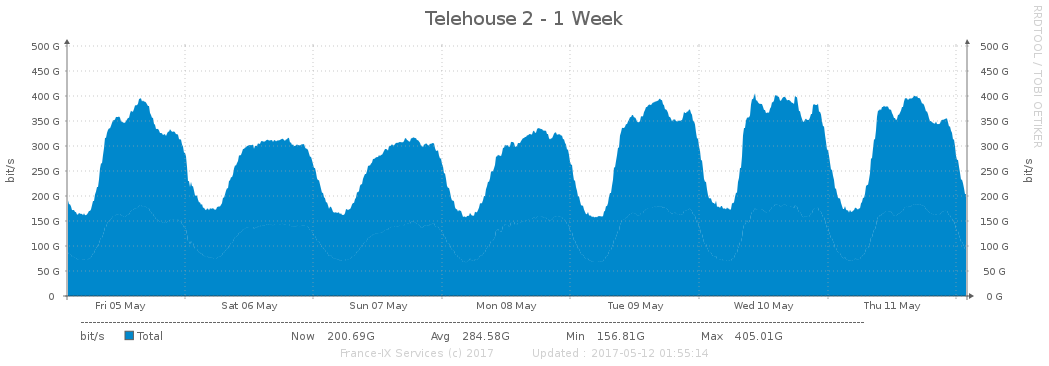 Telehouse 2 - 1 Week
RRDTOOL / TOBI OETIKER
500 G 500 G
450 G 450 G
400 G 400 G
350 G 350 G
300 G 300 G
250 G 250 G
200 G 200 G
150 G 150 G
100 G 100 G
50 G 50 G
0 0 G
bit/s bit/s
Fri 05 May Sat 06 May Sun 07 May Mon 08 May Tue 09 May Wed 10 May Thu 11 May
bit/s Total Now 200.69G Avg 284.58G Min 156.81G Max 405.01G
France-IX Services (c) 2017 Updated : 2017-05-12 01:55:14